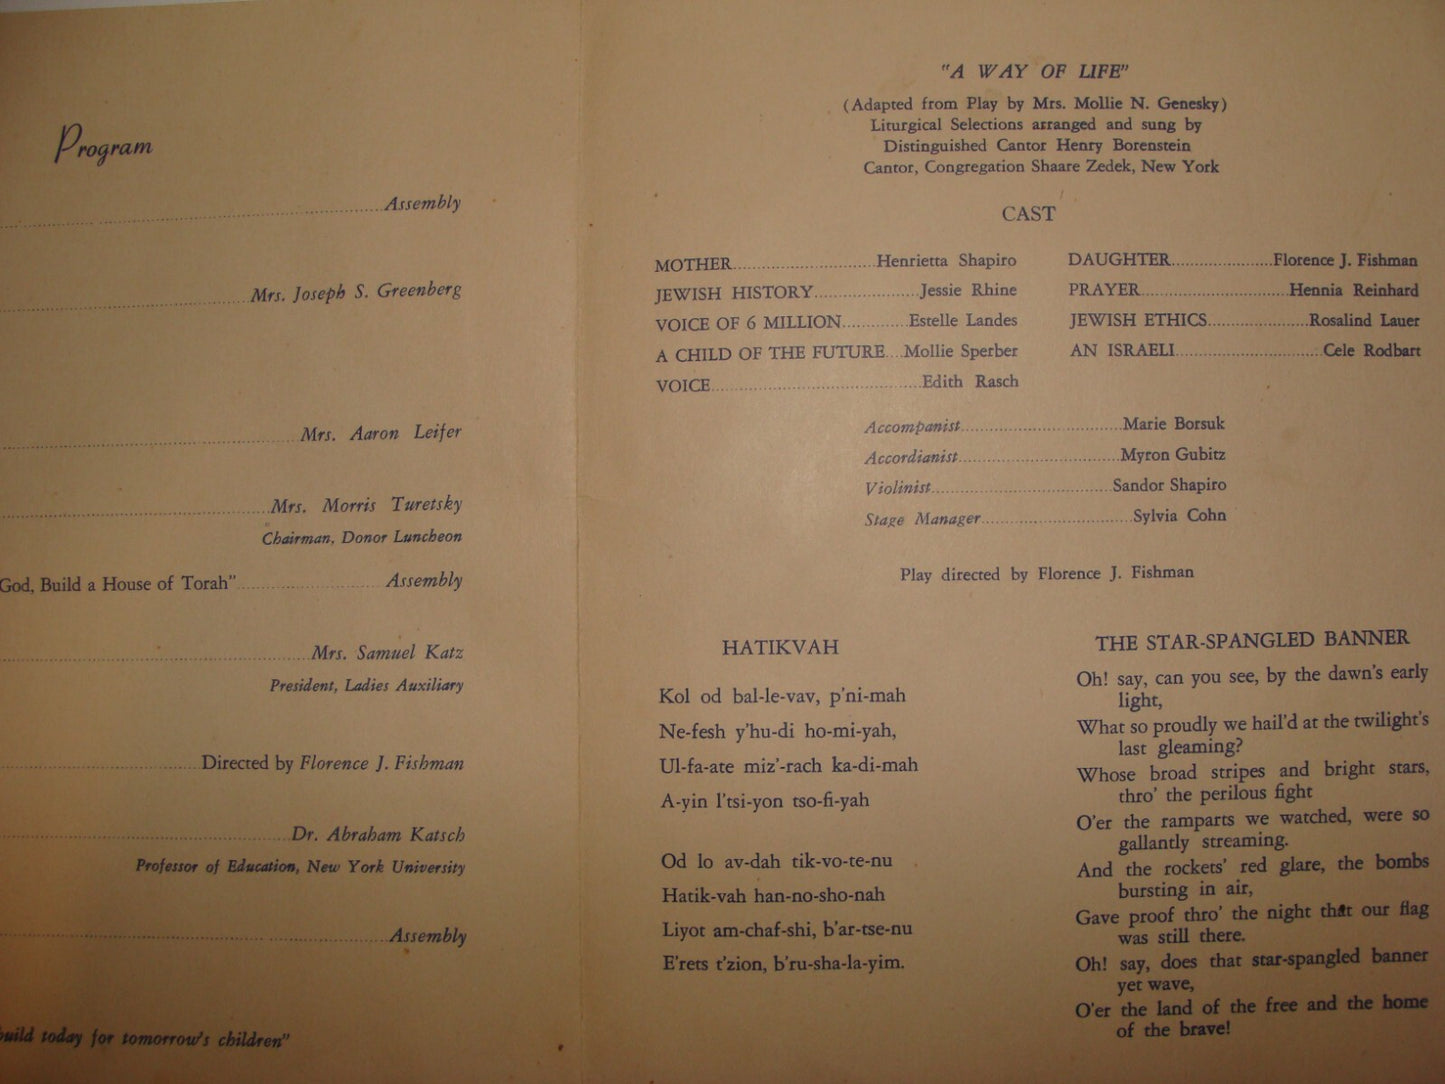 Program
Assembly
Mrs. Joseph S. Greenberg
Mrs. Aaron Leifer
Mrs. Morris Turetsky
Chairman, Donor Luncheon
God, Build a House of Torah" Assembly
Mrs. Samuel Katz
President, Ladies Auxiliary
Directed by Florence J. Fishman
Dr. Abraham Katsch
Professor of Education, New York University
Assembly
build today for tomorrow's children"
"A WAY OF LIFE"
(Adapted from Play by Mrs. Mollie N. Genesky)
Liturgical Selections arranged and sung by
Distinguished Cantor Henry Borenstein
Cantor, Congregation Shaare Zedek, New York
CAST
MOTHER Henrietta Shapiro
JEWISH HISTORY Jessie Rhine
VOICE OF 6 MILLION Estelle Landes
A CHILD OF THE FUTURE Mollie Sperber
VOICE Edith Rasch
DAUGHTER Florence J. Fishman
PRAYER Hennia Reinhard
JEWISH ETHICS Rosalind Lauer
AN ISRAELI Cele Rodbart
Accompanist Marie Borsuk
Accordianist Myron Gubitz
Violinist Sandor Shapiro
Stage Manager Sylvia Cohn
Play directed by Florence J. Fishman
HATIKVAH
Kol od bal-le-vav, p'ni-mah
Ne-fesh y'hu-di ho-mi-yah,
Ul-fa-ate miz'-rach ka-di-mah
A-yin l'tsi-yon tso-fi-yah
Od lo av-dah tik-vo-te-nu
Hatik-vah han-no-sho-nah
Liyot am-chaf-shi, b'ar-tse-nu
E'rets t'zion, b'ru-sha-la-yim.
THE STAR-SPANGLED BANNER
Oh! say, can you see, by the dawn's early
light,
What so proudly we hail'd at the twilight's
last gleaming?
Whose broad stripes and bright stars,
thro' the perilous fight
O'er the ramparts we watched, were so
gallantly streaming.
And the rockets' red glare, the bombs
bursting in air,
Gave proof thro' the night that our flag
was still there.
Oh! say, does that star-spangled banner
yet wave,
O'er the land of the free and the home
of the brave!